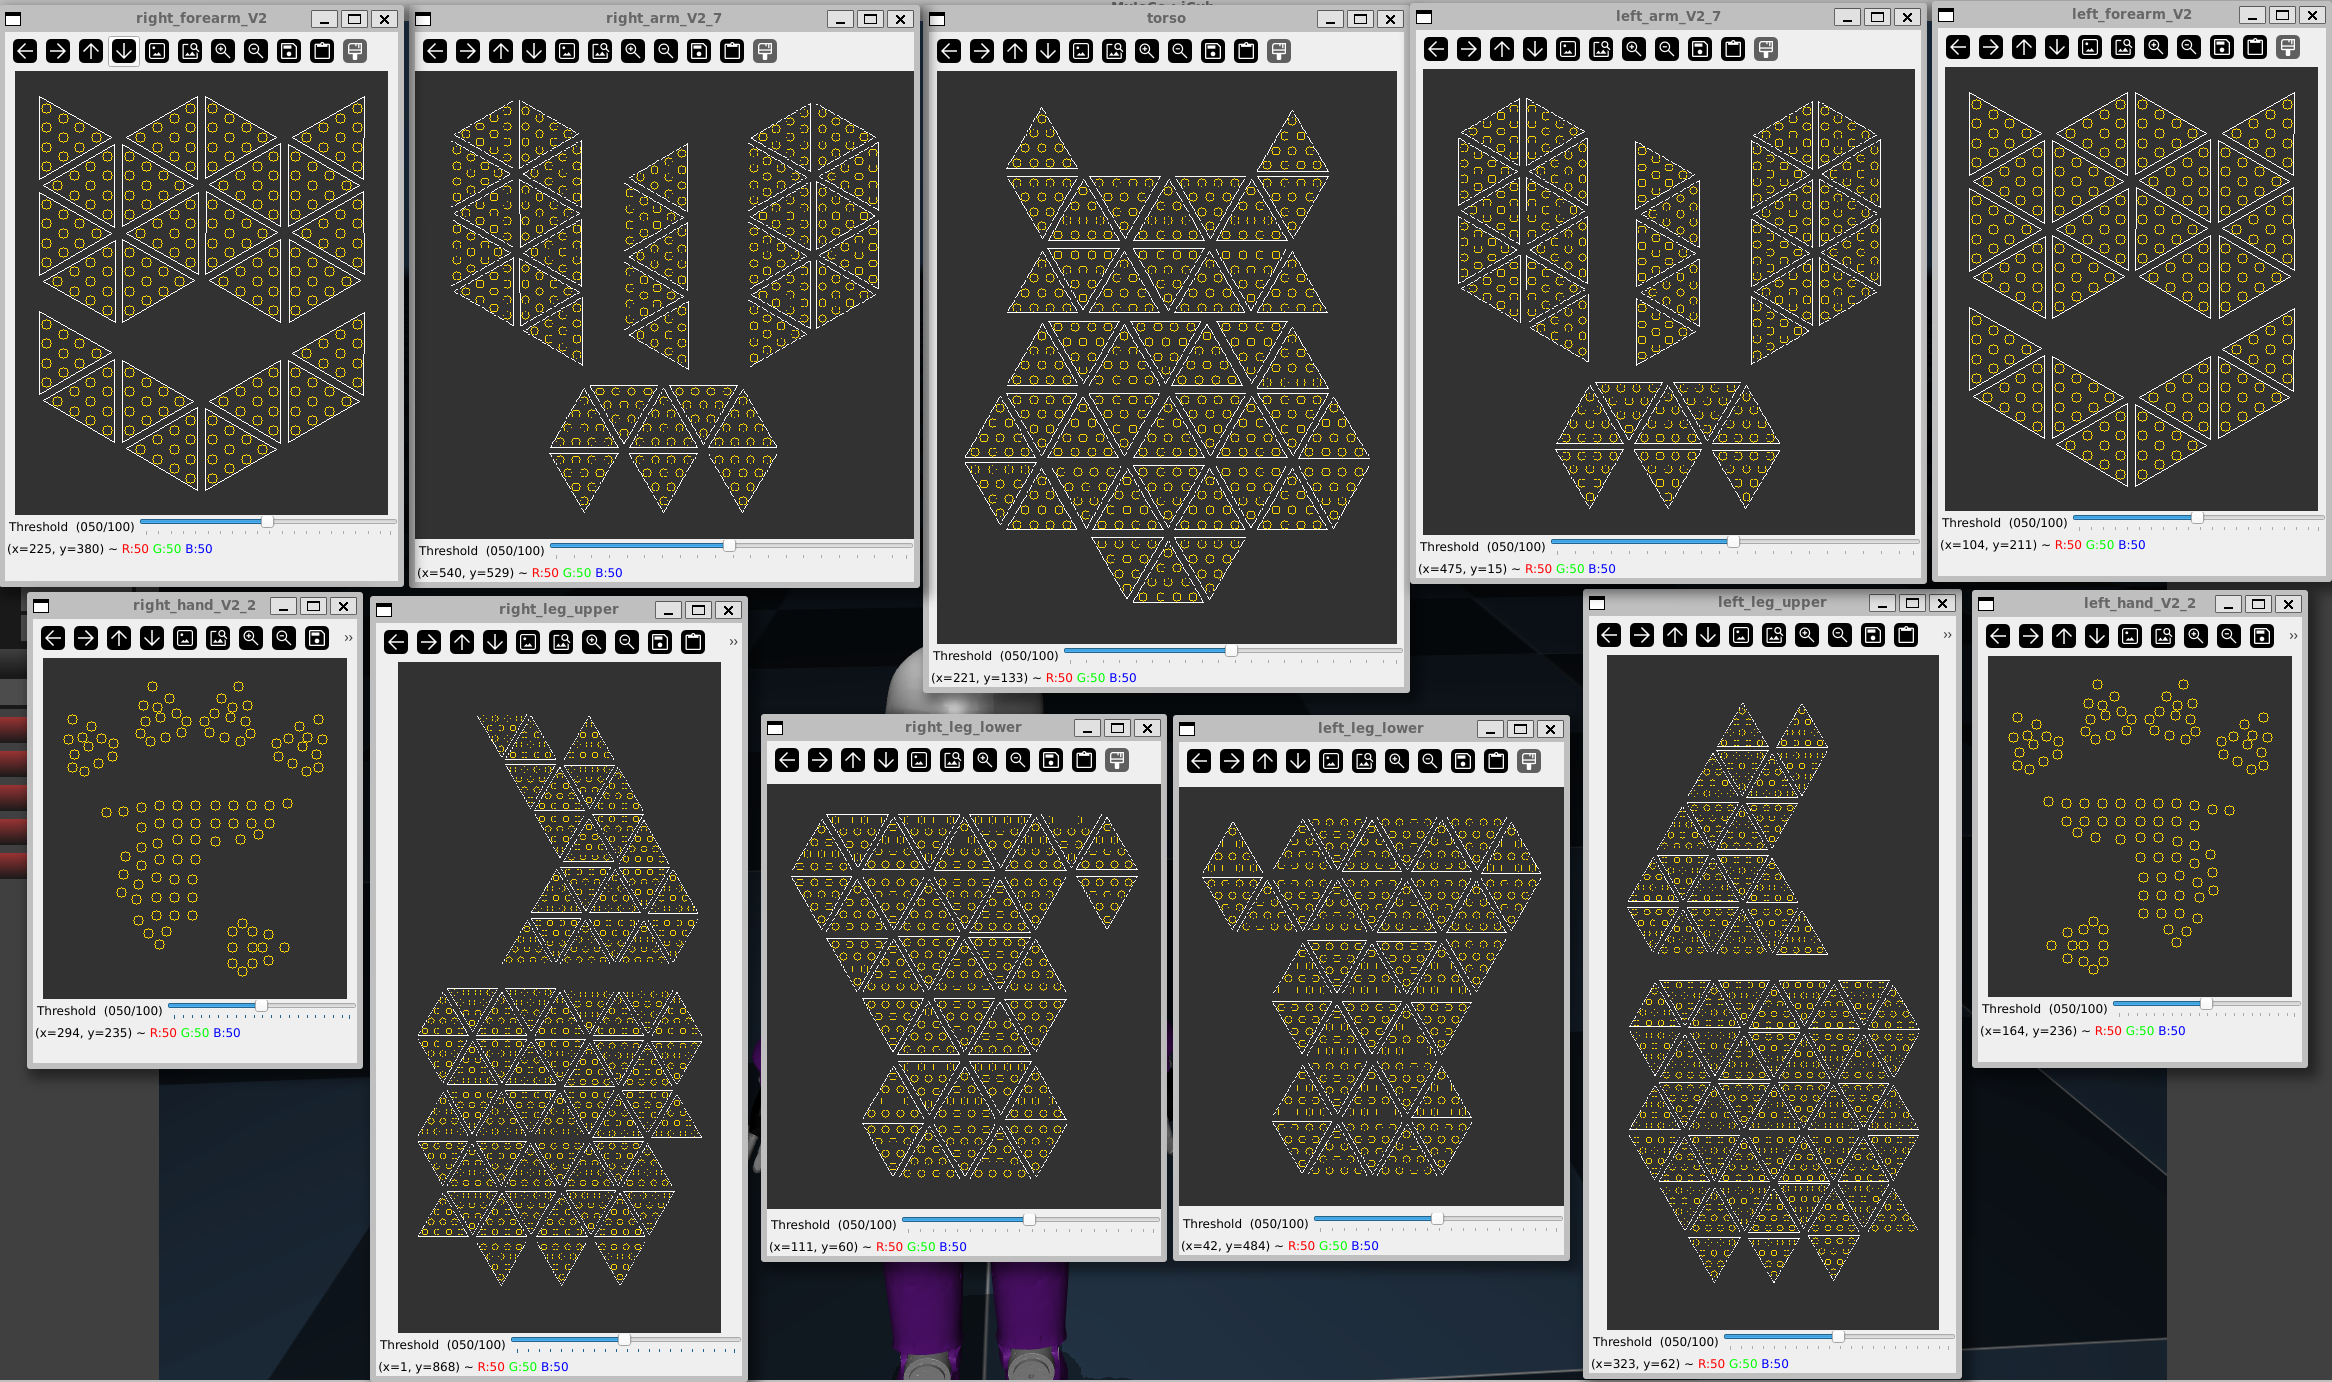 right_forearm_V2
Threshold (050/100)
(x=225, y=380) ~ R:50 G:50 B:50
right_arm_V2_7
Threshold (050/100)
(x=540, y=529) ~ R:50 G:50 B:50
torso
Threshold (050/100)
(x=221, y=133) ~ R:50 G:50 B:50
left_arm_V2_7
Threshold (050/100)
(x=475, y=15) ~ R:50 G:50 B:50
left_forearm_V2
Threshold (050/100)
(x=104, y=211) ~ R:50 G:50 B:50
right_hand_V2_2
Threshold (050/100)
(x=294, y=235) ~ R:50 G:50 B:50
right_leg_upper
Threshold (050/100)
(x=1, y=868) ~ R:50 G:50 B:50
right_leg_lower
Threshold (050/100)
(x=111, y=60) ~ R:50 G:50 B:50
left_leg_lower
Threshold (050/100)
(x=42, y=484) ~ R:50 G:50 B:50
left_leg_upper
Threshold (050/100)
(x=323, y=62) ~ R:50 G:50 B:50
left_hand_V2_2
Threshold (050/100)
(x=164, y=236) ~ R:50 G:50 B:50